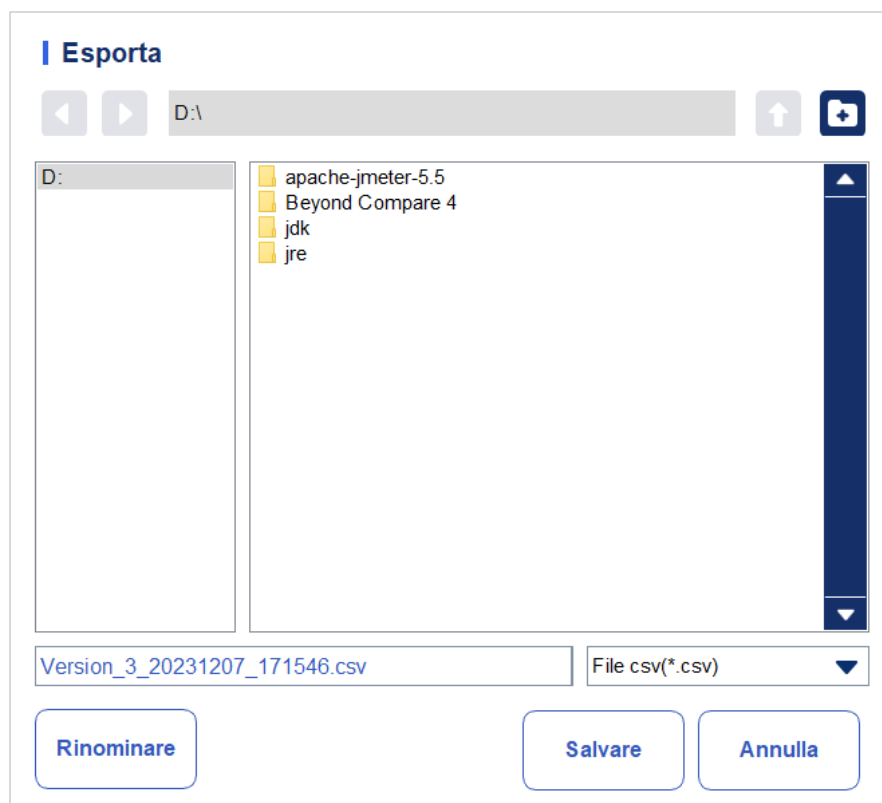 Esporta
D:\
D:
apache-jmeter-5.5
Beyond Compare 4
jdk
jre
Version_3_20231207_171546.csv
File csv(*.csv)
Rinominare
Salvare
Annulla